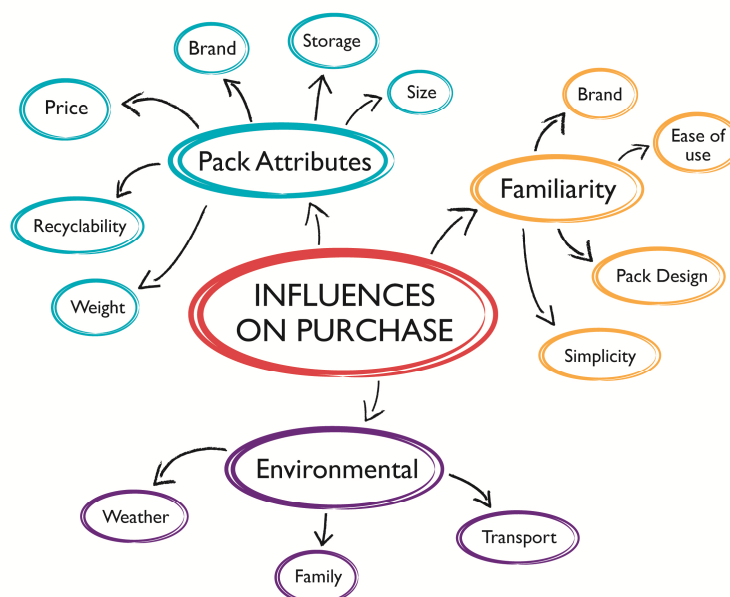 Brand
Storage
Size
Price
Brand
Ease of
use
Pack Attributes
Familiarity
Recyclability
Pack Design
Weight
INFLUENCES
ON PURCHASE
Simplicity
Environmental
Weather
Transport
Family